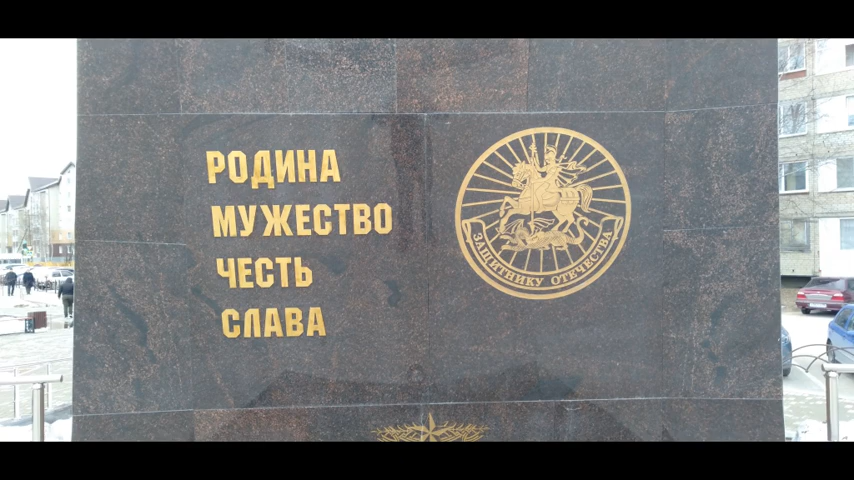 РОДИНА
МУЖЕСТВО
ЧЕСТЬ
СЛАВА
ЗАЩИТНИКУ ОТЕЧЕСТВА